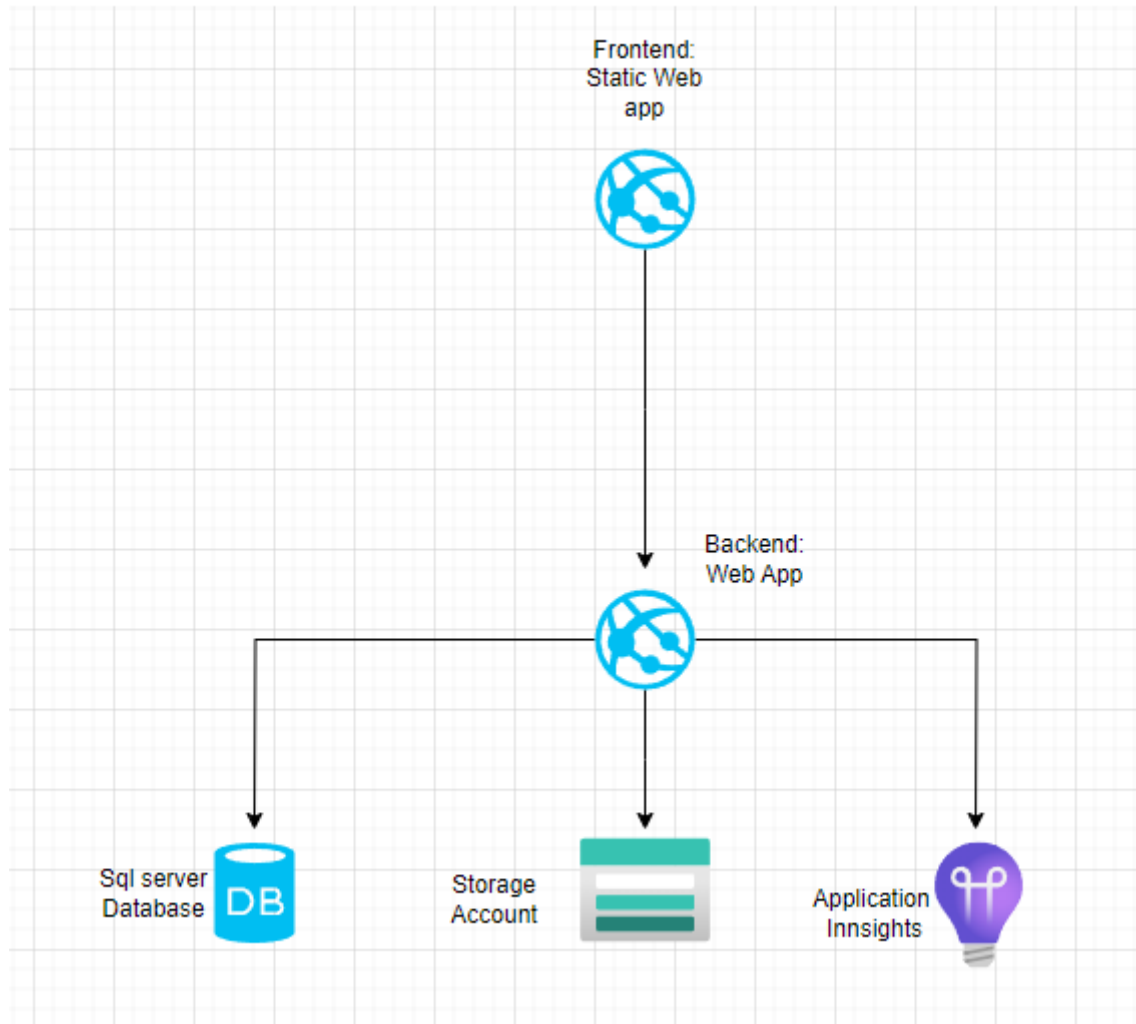 Frontend:
Static Web
app
Backend:
Web App
Sql server
Database
DB
Storage
Account
Application
Innsights